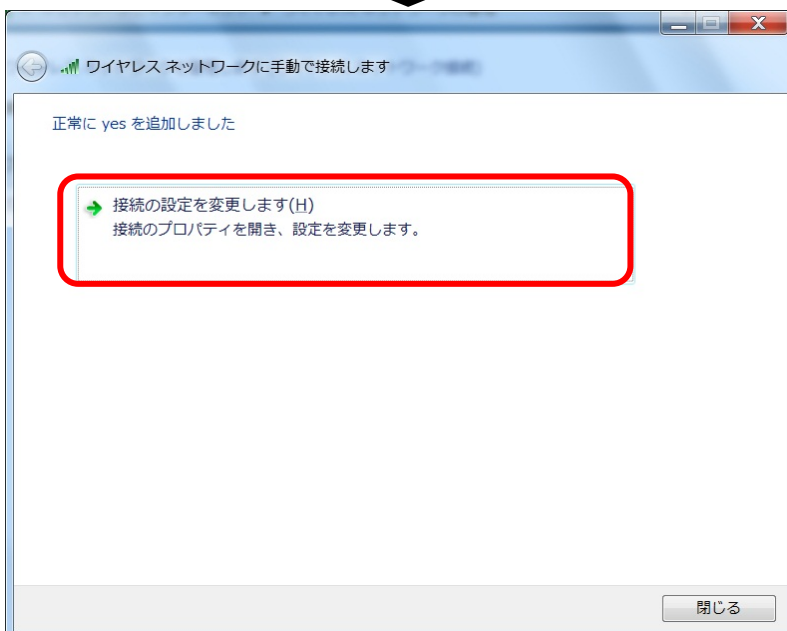 ワイヤレス ネットワークに手動で接続します
正常に yes を追加しました
接続の設定を変更します(H)
接続のプロパティを開き、設定を変更します。
閉じる